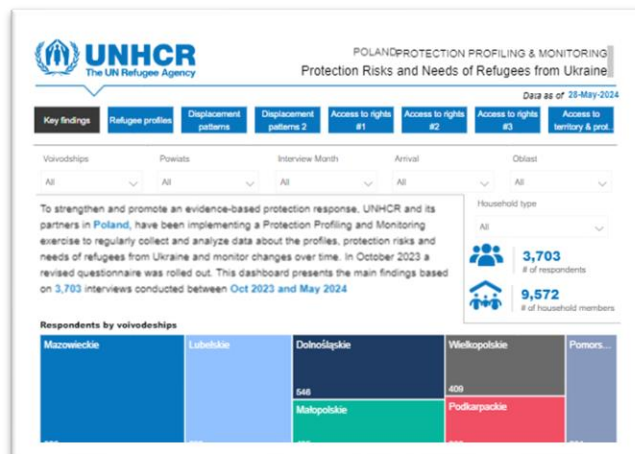 UNHCR
The UN Refugee Agency
POLAND PROTECTION PROFILING & MONITORING
Protection Risks and Needs of Refugees from Ukraine
Data as of 28-May-2024
Key findings
Refugee profiles
Displacement patterns
Displacement patterns 2
Access to rights #1
Access to rights #2
Access to rights #3
Access to territory & prot...
Voivodships
Powiats
Interview Month
Arrival
Oblast
All
All
All
All
All
To strengthen and promote an evidence-based protection response, UNHCR and its
partners in Poland, have been implementing a Protection Profiling and Monitoring
exercise to regularly collect and analyze data about the profiles, protection risks and
needs of refugees from Ukraine and monitor changes over time. In October 2023 a
revised questionnaire was rolled out. This dashboard presents the main findings based
on 3,703 interviews conducted between Oct 2023 and May 2024
Household type
All
3,703
# of respondents
9,572
# of household members
Respondents by voivodeships
Mazowieckie
Lubelskie
Dolnośląskie
546
Wielkopolskie
409
Pomors...
Małopolskie
Podkarpackie